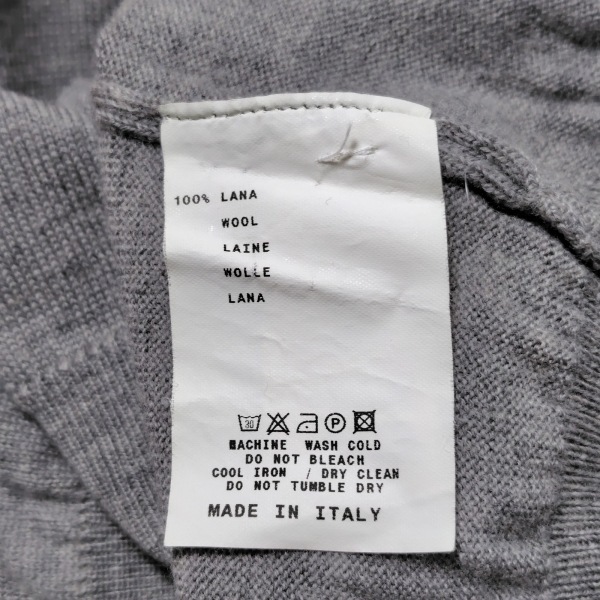 100% LANA
WOOL
LAINE
WOLLE
LANA
30 P
MACHINE WASH COLD
DO NOT BLEACH
COOL IRON / DRY CLEAN
DO NOT TUMBLE DRY
MADE IN ITALY